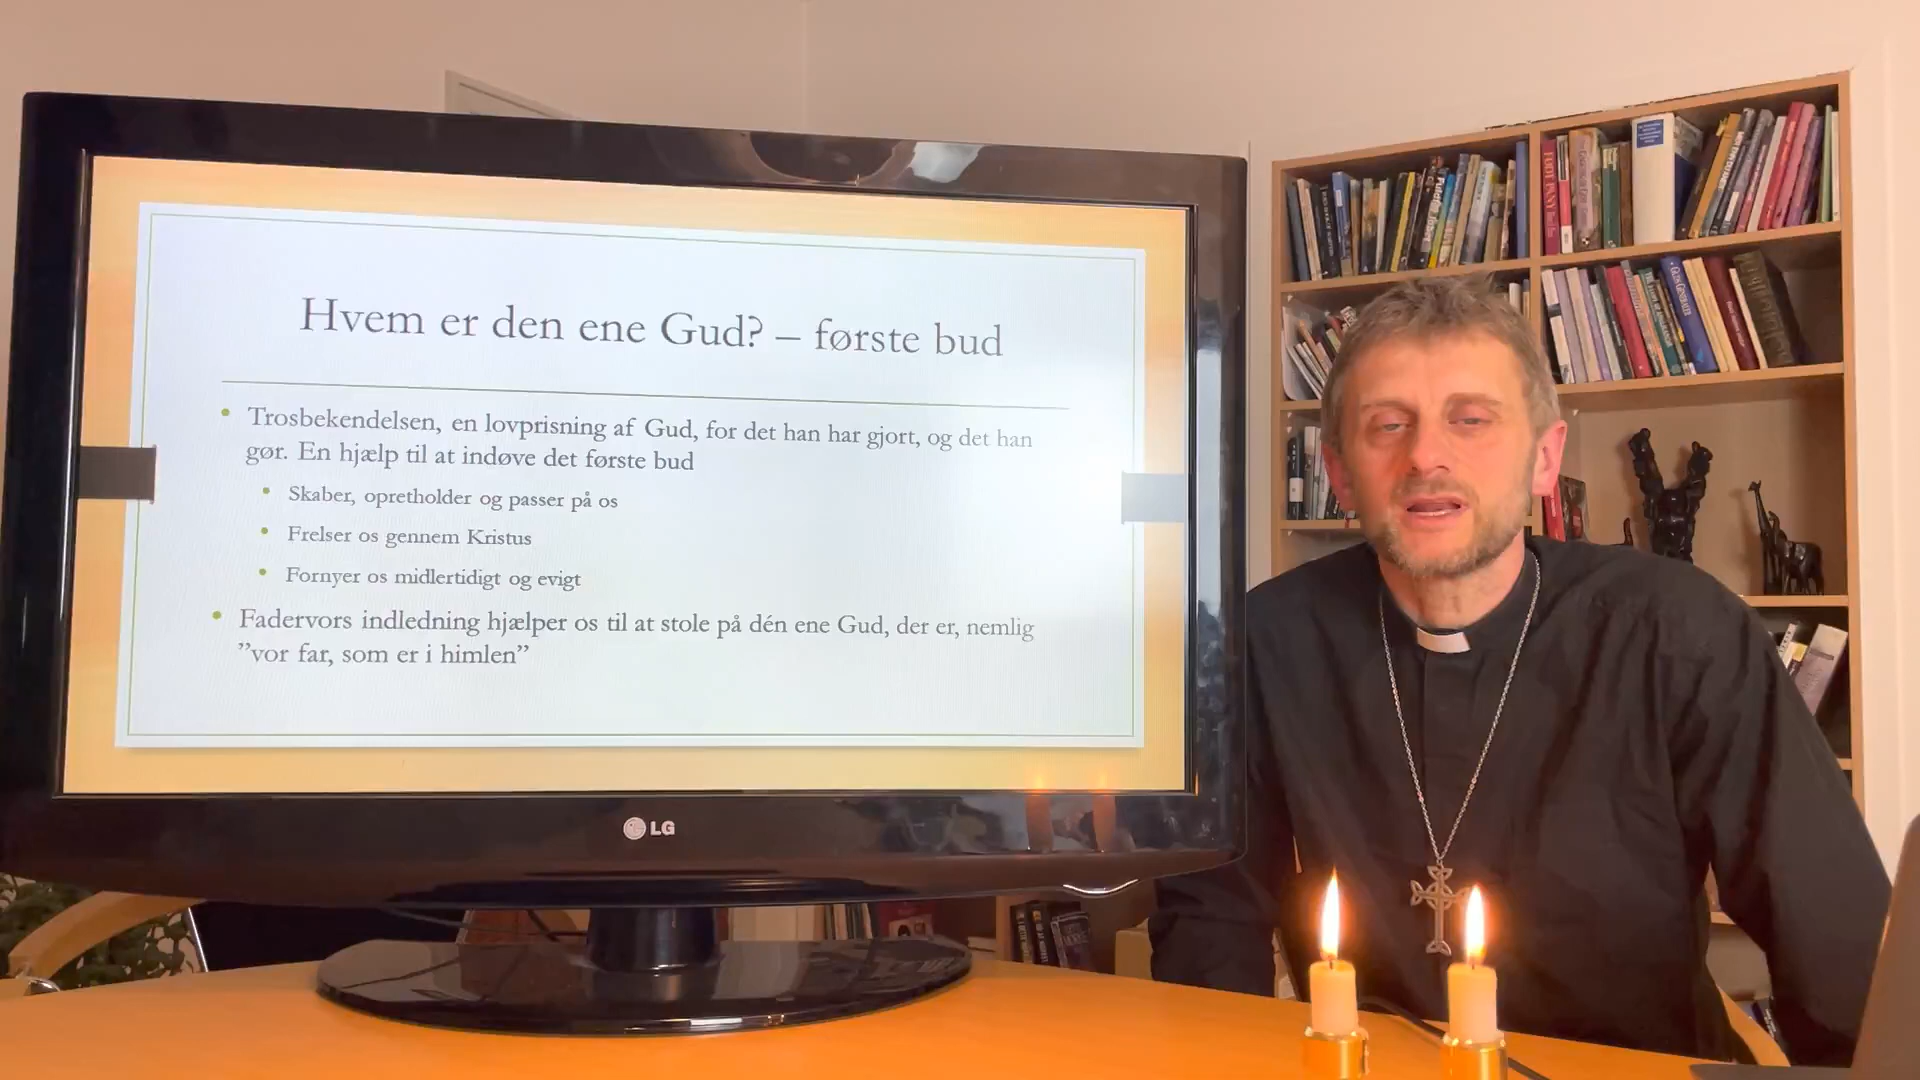 Hvem er den ene Gud? – første bud
• Trosbekendelsen, en lovprisning af Gud, for det han har gjort, og det han
gør. En hjælp til at indøve det første bud
• Skaber, opretholder og passer på os
• Frelser os gennem Kristus
• Fornyer os midlertidigt og evigt
• Fadervors indledning hjælper os til at stole på dén ene Gud, der er, nemlig
”vor far, som er i himlen”
LG